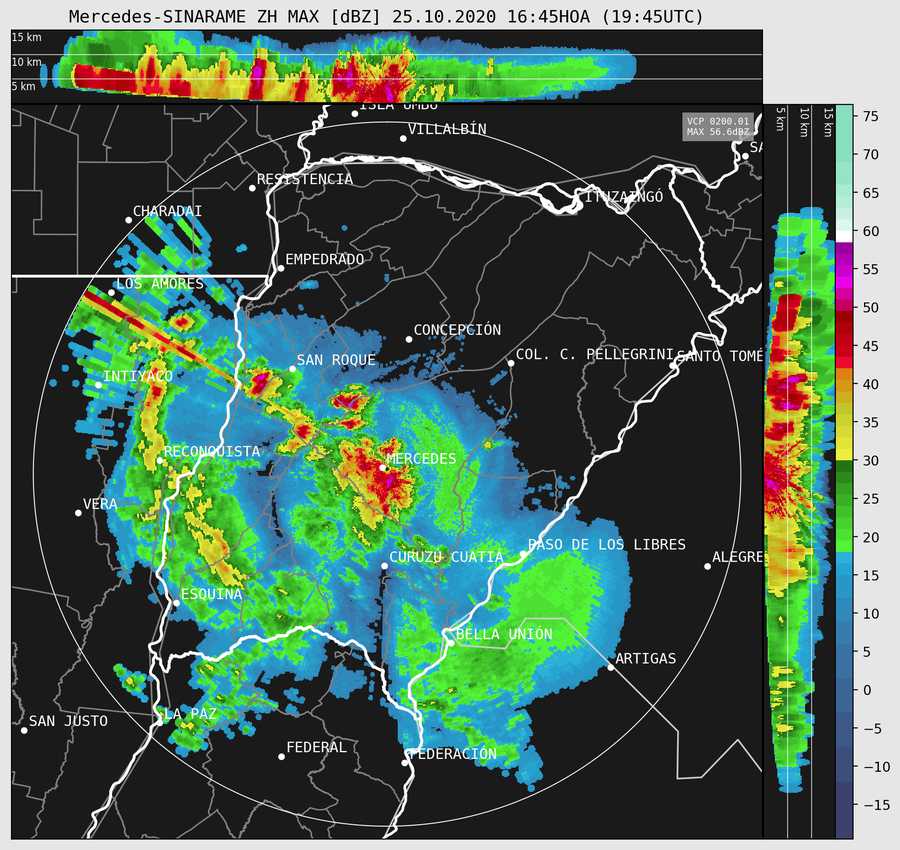 Mercedes-SINARAME ZH MAX [dBZ] 25.10.2020 16:45HOA (19:45UTC)
15 km
10 km
5 km
ISLA UMBÚ
VILLALBÍN
VCP 0200.01
MAX 56.6dBZ
SA
RESISTENCIA
ITUZAINGÓ
CHARADAI
EMPEDRADO
LOS AMORES
CONCEPCIÓN
SAN ROQUE
COL. C. PELLEGRINI
SANTO TOMÉ
INTIYACO
RECONQUISTA
MERCEDES
VERA
CURUZÚ CUATIÁ
PASO DE LOS LIBRES
ALEGRE
ESQUINA
BELLA UNIÓN
ARTIGAS
LA PAZ
SAN JUSTO
FEDERAL
FEDERACIÓN
5 km
10 km
15 km
75
70
65
60
55
50
45
40
35
30
25
20
15
10
5
0
−5
−10
−15